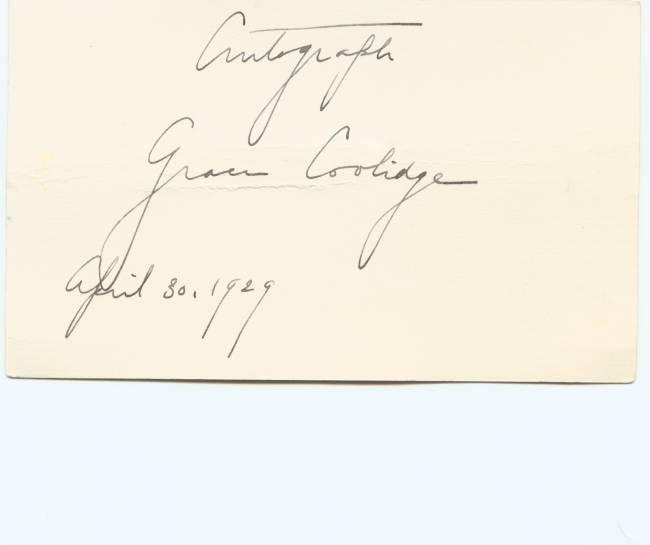 Autograph
Grace Coolidge
April 30, 1929